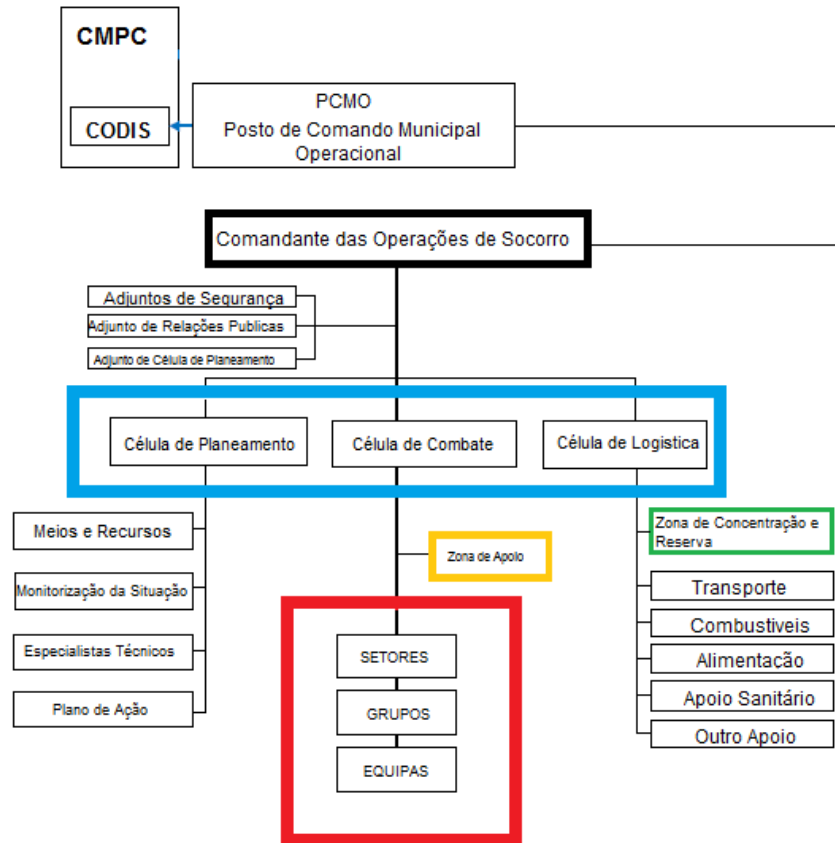 CMPC
CODIS
PCMO
Posto de Comando Municipal
Operacional
Comandante das Operações de Socorro
Adjuntos de Segurança
Adjunto de Relações Publicas
Adjunto de Célula de Planeamento
Célula de Planeamento
Célula de Combate
Célula de Logistica
Meios e Recursos
Monitorização da Situação
Especialistas Técnicos
Plano de Ação
Zona de Apoio
SETORES
GRUPOS
EQUIPAS
Zona de Concentração e
Reserva
Transporte
Combustiveis
Alimentacão
Apoio Sanitário
Outro Apoio